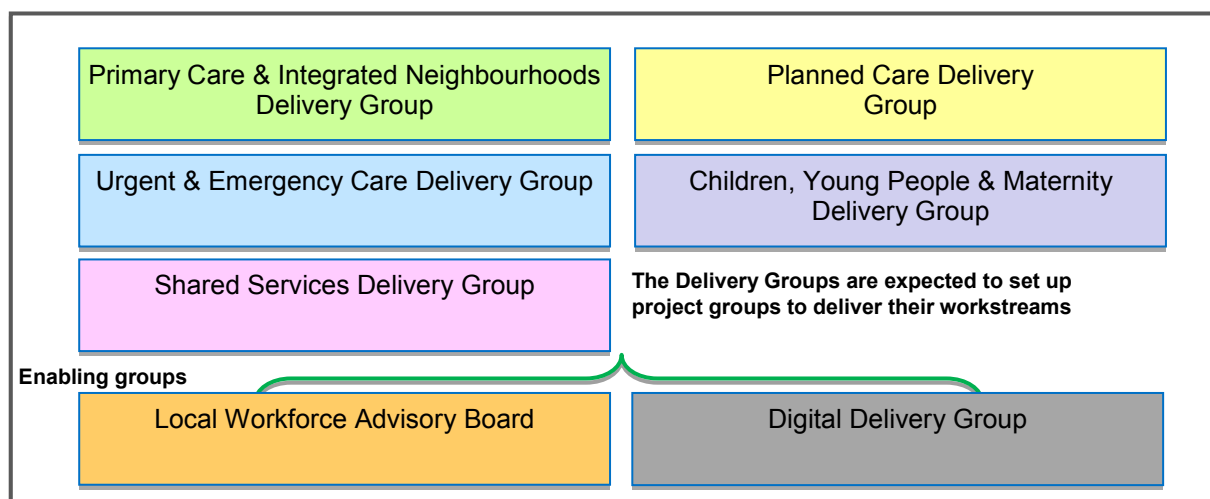 Primary Care & Integrated Neighbourhoods
Delivery Group
Planned Care Delivery
Group
Urgent & Emergency Care Delivery Group
Children, Young People & Maternity
Delivery Group
Shared Services Delivery Group
The Delivery Groups are expected to set up
project groups to deliver their workstreams
Enabling groups
Local Workforce Advisory Board
Digital Delivery Group